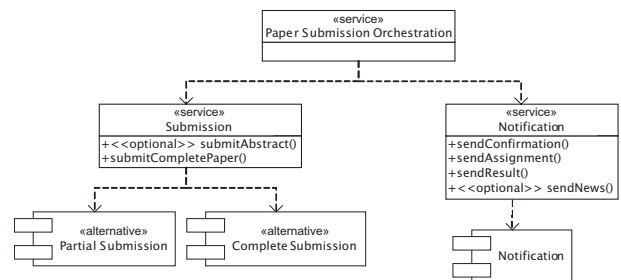 «service»
Paper Submission Orchestration
«service»
Submission
+<<optional>> submitAbstract()
+submitCompletePaper()
«service»
Notification
+sendConfirmation()
+sendAssignment()
+sendResult()
+<<optional>> sendNews()
«alternative»
Partial Submission
«alternative»
Complete Submission
Notification